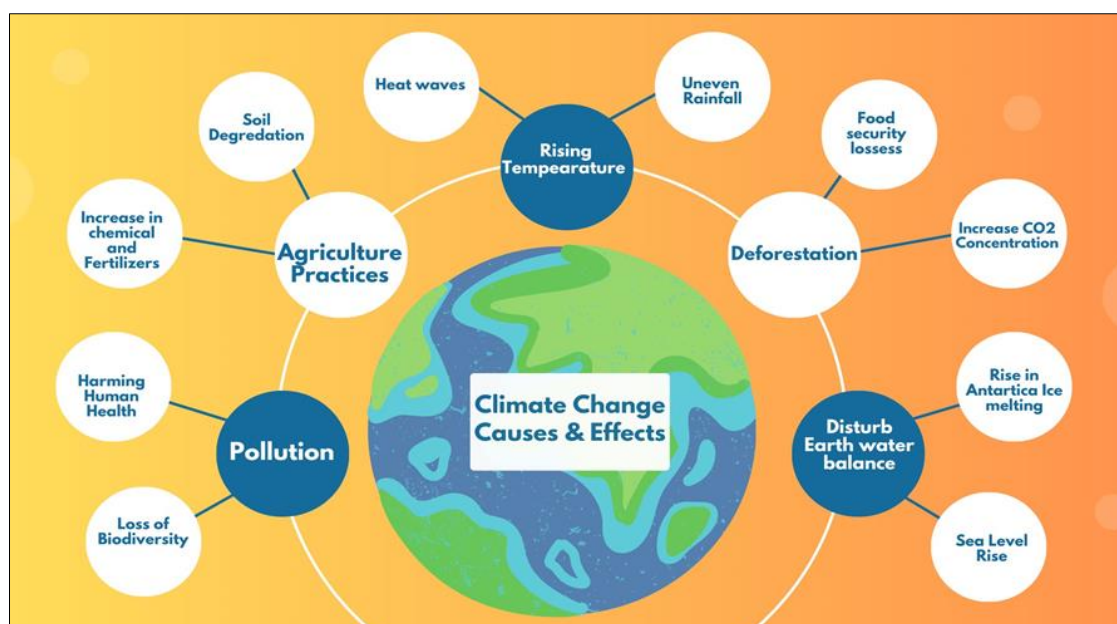 Heat waves
Uneven
Rainfall
Soil
Degredation
Rising
Tempearature
Food
security
lossess
Increase in
chemical
and
Fertilizers
Agriculture
Practices
Deforestation
Increase CO2
Concentration
Climate Change
Causes & Effects
Harming
Human
Health
Pollution
Loss of
Biodiversity
Disturb
Earth water
balance
Rise in
Antartica Ice
melting
Sea Level
Rise